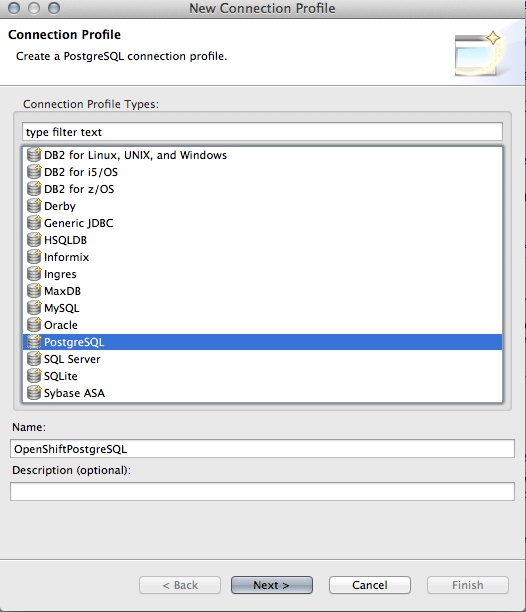 New Connection Profile
Connection Profile
Create a PostgreSQL connection profile.
Connection Profile Types:
type filter text
DB2 for Linux, UNIX, and Windows
DB2 for i5/OS
DB2 for z/OS
Derby
Generic JDBC
HSQLDB
Informix
Ingres
MaxDB
MySQL
Oracle
PostgreSQL
SQL Server
SQLite
Sybase ASA
Name:
OpenShiftPostgreSQL
Description (optional):
< Back Next > Cancel Finish